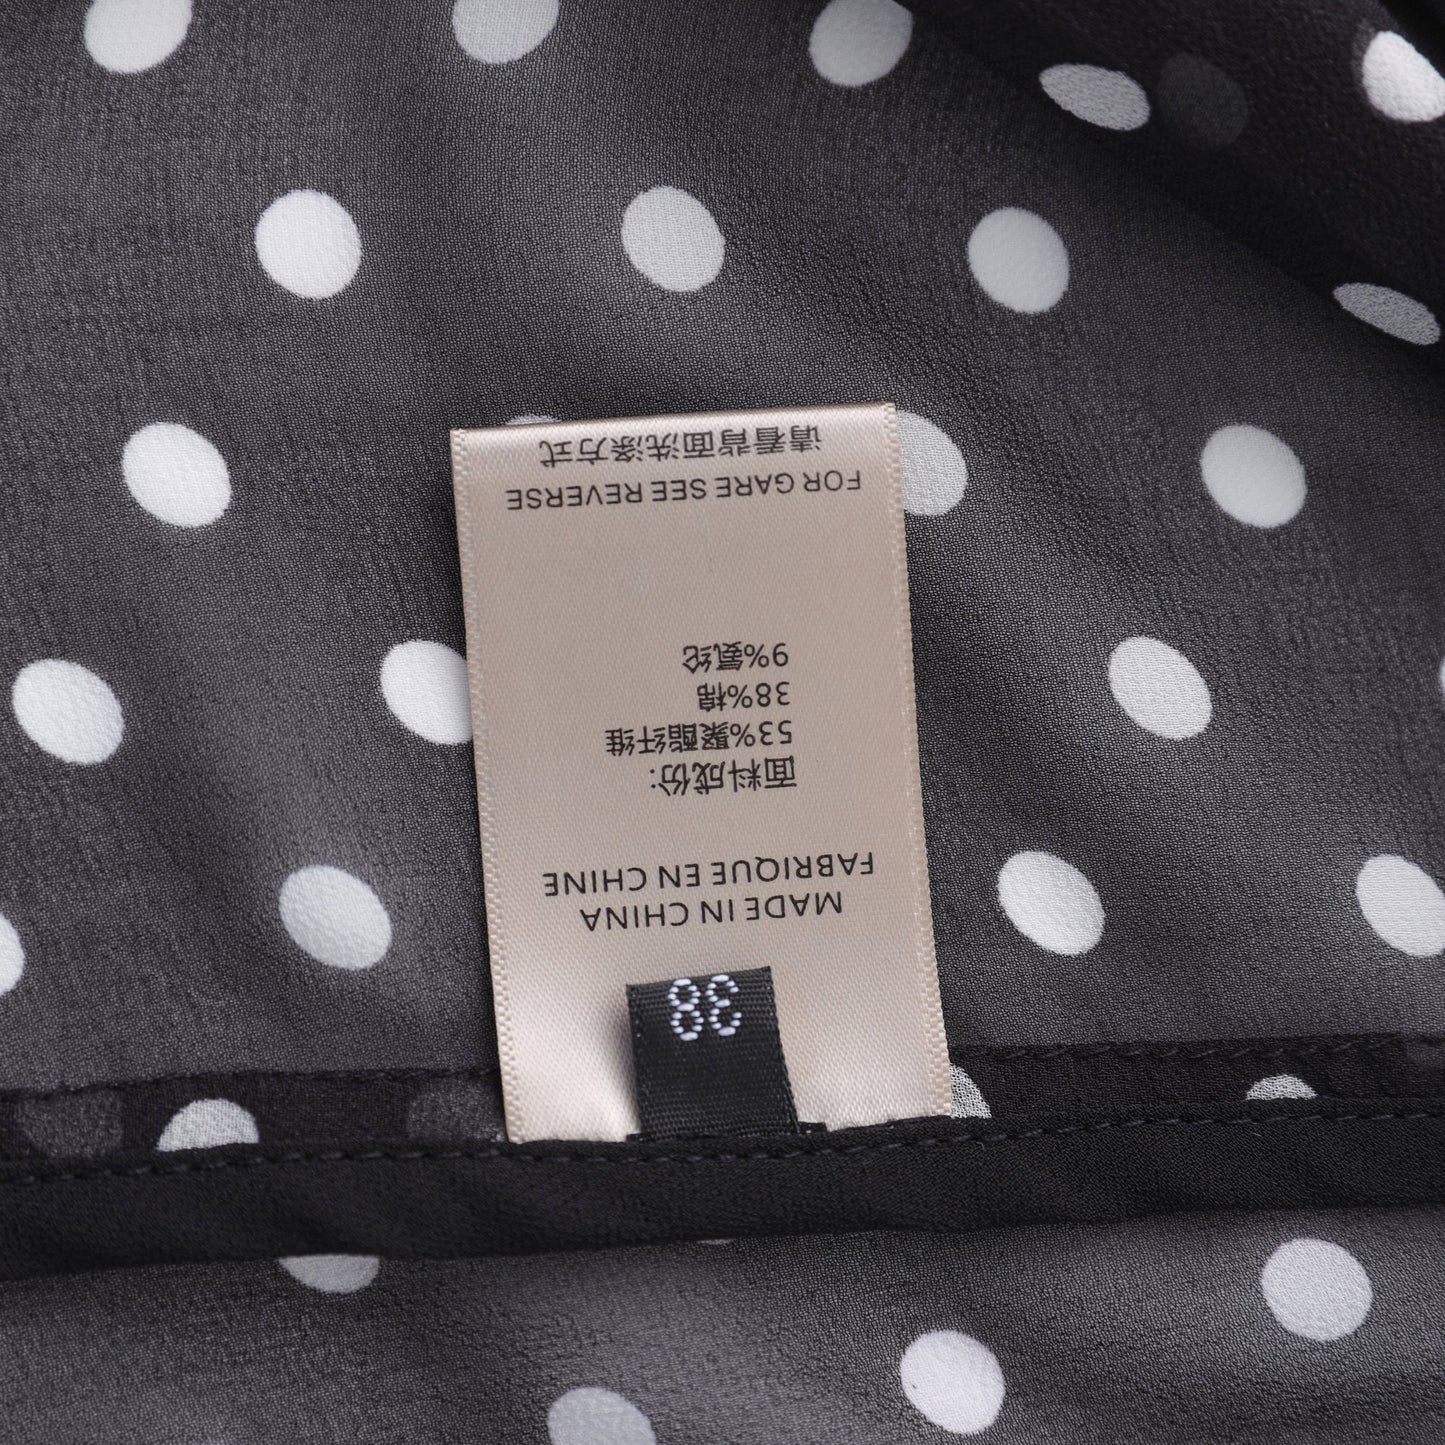 38
MADE IN CHINA
FABRIQUE EN CHINE
面料成份:
53%聚酯纤维
38%棉
9%氨纶
FOR GARE SEE REVERSE
请看背面洗涤方式